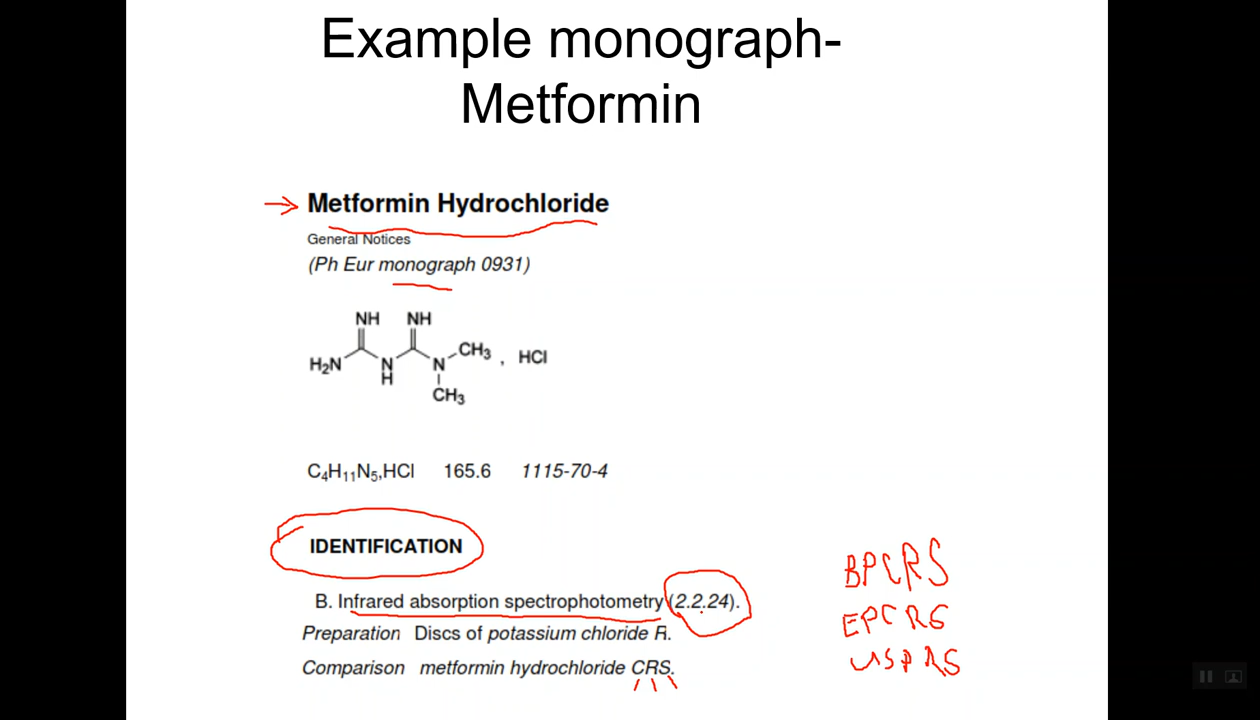 Example monograph-
Metformin
Metformin Hydrochloride
General Notices
(Ph Eur monograph 0931)
NH NH
H₂N N H N CH₃ , HCl
CH₃
C₄H₁₁N₅,HCl 165.6 1115-70-4
IDENTIFICATION
B. Infrared absorption spectrophotometry (2.2.24).
Preparation Discs of potassium chloride R.
Comparison metformin hydrochloride CRS.
BPCRS
EPCRS
USPRS